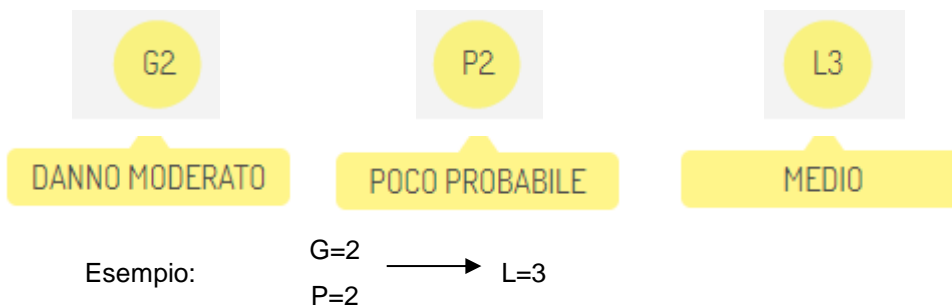 G2 P2 L3
DANNO MODERATO POCO PROBABILE MEDIO
G=2
Esempio: L=3
P=2